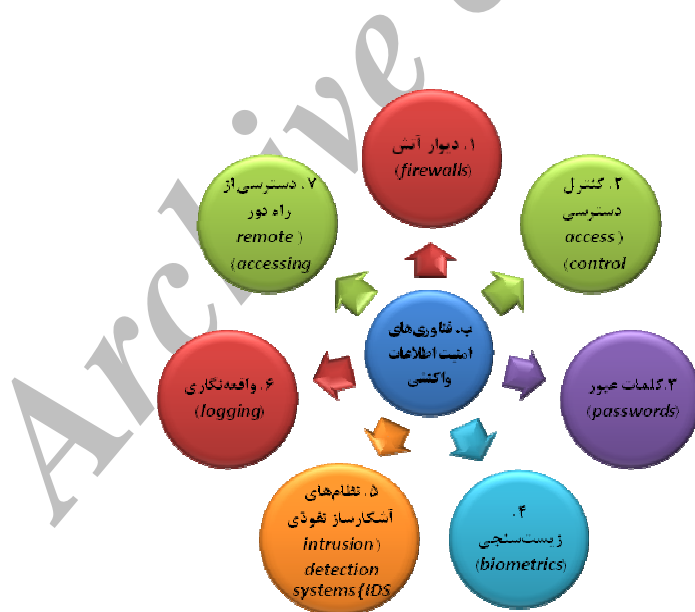 ب. فناوری‌های
امنیت اطلاعات
واکنشی
۱. دیوار آتش
(firewalls)
۲. کنترل
دسترسی
(access
control)
۳. کلمات عبور
(passwords)
۴.
زیست‌سنجی
(biometrics)
۵. نظام‌های
آشکارساز نفوذی
(intrusion
detection
systems{IDS
۶. واقعه‌نگاری
(logging)
۷. دسترسی از
راه دور
(remote
accessing)
Archive